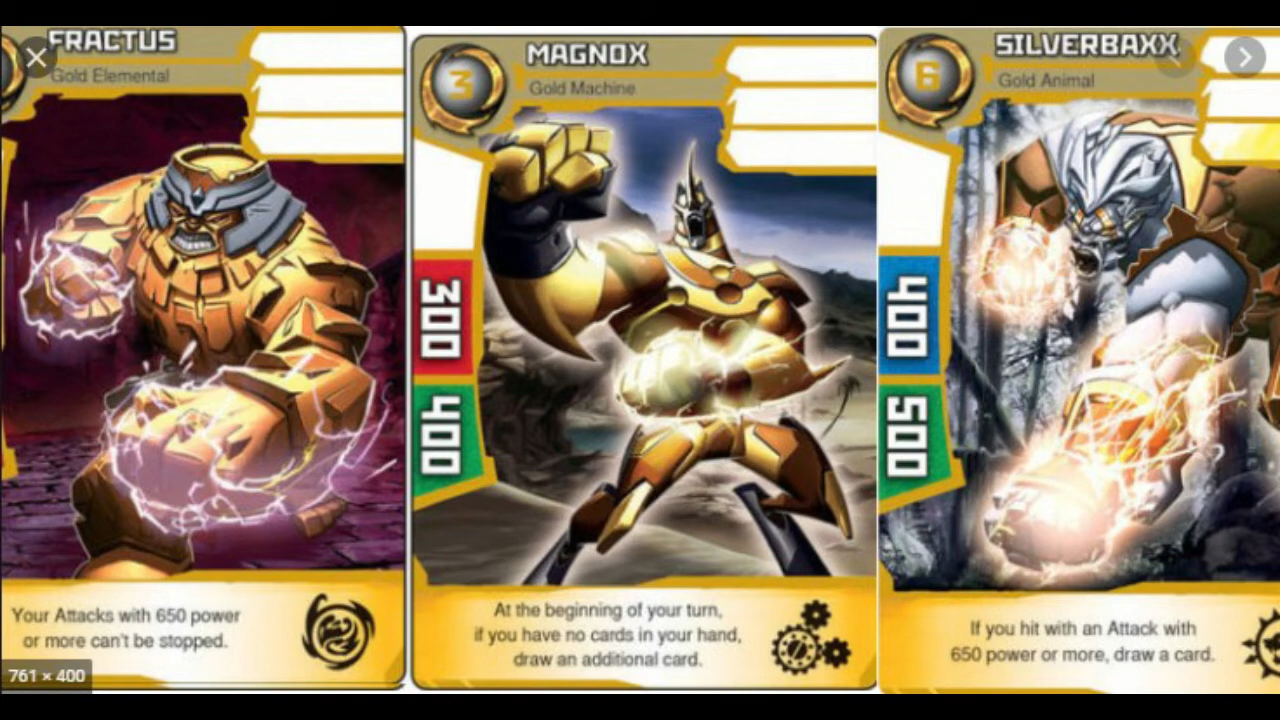 FRACTUS
Gold Elemental
Your Attacks with 650 power
or more can't be stopped.
761 × 400
3
MAGNOX
Gold Machine
300
400
At the beginning of your turn,
if you have no cards in your hand,
draw an additional card.
6
SILVERBAXX
Gold Animal
400
500
If you hit with an Attack with
650 power or more, draw a card.